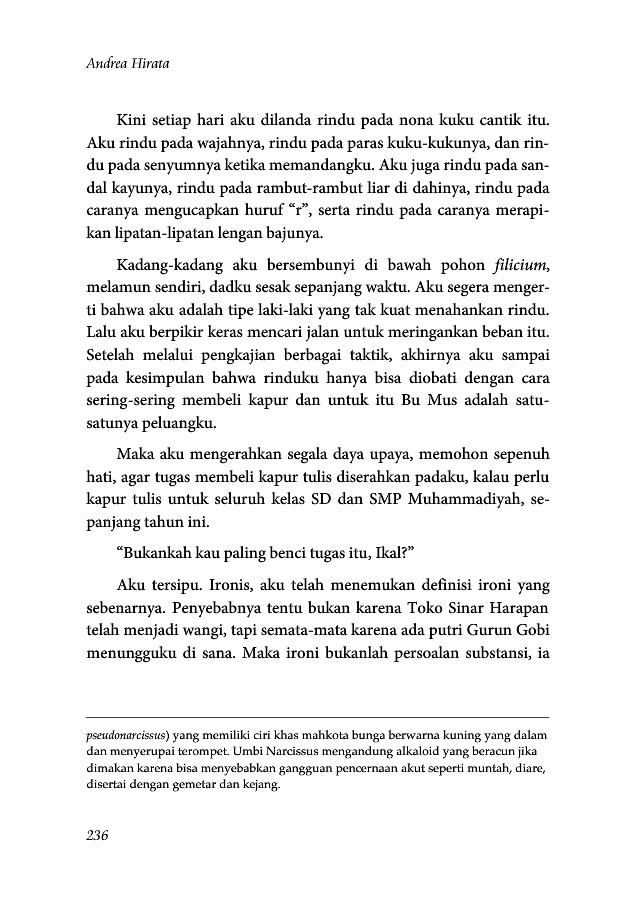 Andrea Hirata
Kini setiap hari aku dilanda rindu pada nona kuku cantik itu.
Aku rindu pada wajahnya, rindu pada paras kuku-kukunya, dan rin-
du pada senyumnya ketika memandangku. Aku juga rindu pada san-
dal kayunya, rindu pada rambut-rambut liar di dahinya, rindu pada
caranya mengucapkan huruf “r”, serta rindu pada caranya merapi-
kan lipatan-lipatan lengan bajunya.
Kadang-kadang aku bersembunyi di bawah pohon filicium,
melamun sendiri, dadku sesak sepanjang waktu. Aku segera menger-
ti bahwa aku adalah tipe laki-laki yang tak kuat menahankan rindu.
Lalu aku berpikir keras mencari jalan untuk meringankan beban itu.
Setelah melalui pengkajian berbagai taktik, akhirnya aku sampai
pada kesimpulan bahwa rinduku hanya bisa diobati dengan cara
sering-sering membeli kapur dan untuk itu Bu Mus adalah satu-
satunya peluangku.
Maka aku mengerahkan segala daya upaya, memohon sepenuh
hati, agar tugas membeli kapur tulis diserahkan padaku, kalau perlu
kapur tulis untuk seluruh kelas SD dan SMP Muhammadiyah, se-
panjang tahun ini.
“Bukankah kau paling benci tugas itu, Ikal?”
Aku tersipu. Ironis, aku telah menemukan definisi ironi yang
sebenarnya. Penyebabnya tentu bukan karena Toko Sinar Harapan
telah menjadi wangi, tapi semata-mata karena ada putri Gurun Gobi
menungguku di sana. Maka ironi bukanlah persoalan substansi, ia
pseudonarcissus) yang memiliki ciri khas mahkota bunga berwarna kuning yang dalam
dan menyerupai terompet. Umbi Narcissus mengandung alkaloid yang beracun jika
dimakan karena bisa menyebabkan gangguan pencernaan akut seperti muntah, diare,
disertai dengan gemetar dan kejang.
236